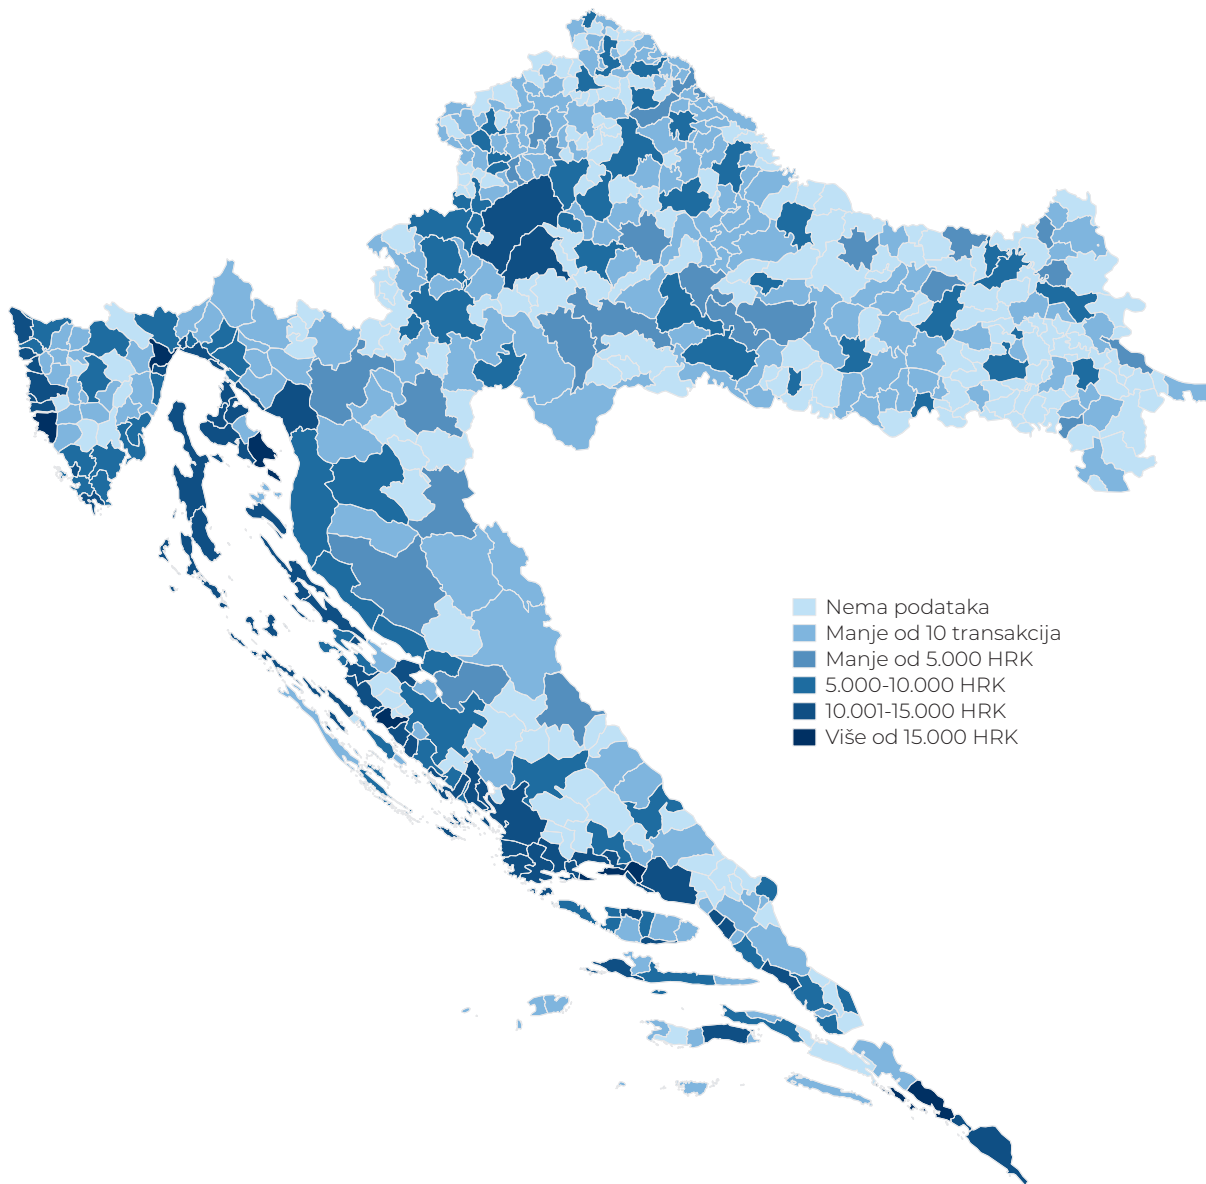 Nema podataka
Manje od 10 transakcija
Manje od 5.000 HRK
5.000-10.000 HRK
10.001-15.000 HRK
Više od 15.000 HRK